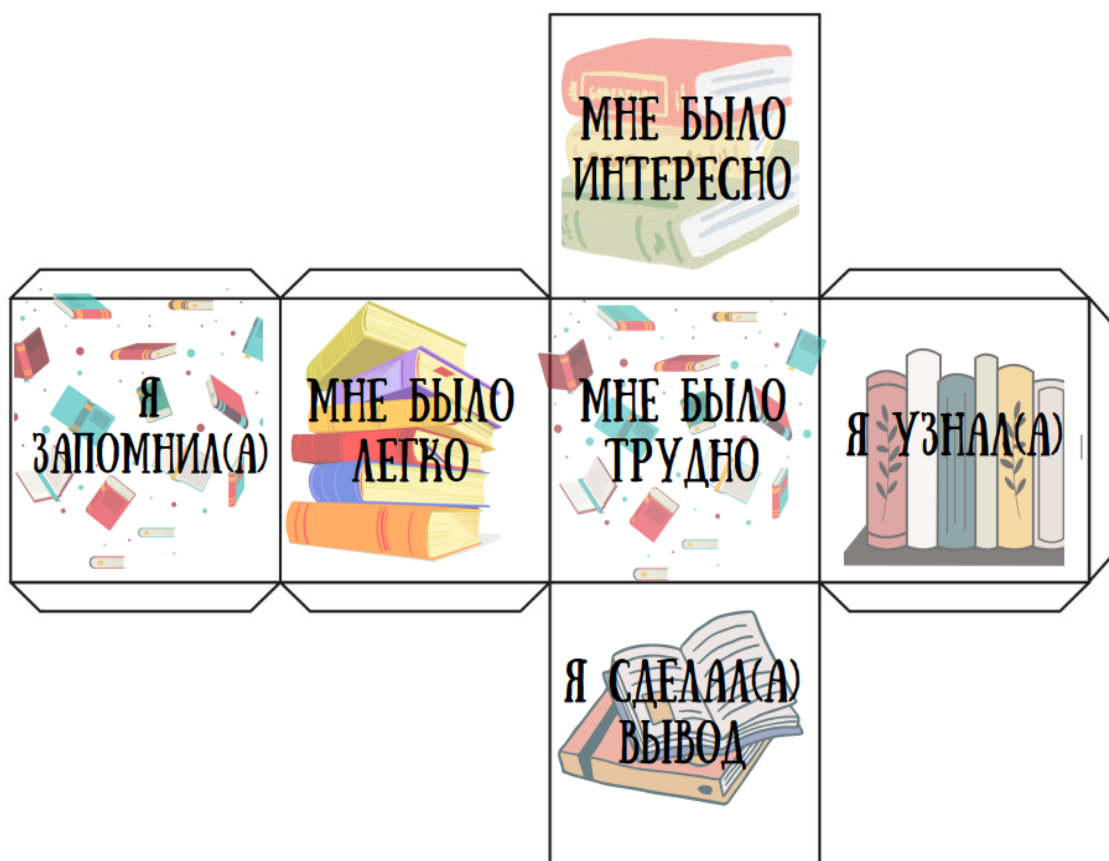 МНЕ БЫЛО
ИНТЕРЕСНО
Я
ЗАПОМНИЛ(А)
МНЕ БЫЛО
ЛЕГКО
МНЕ БЫЛО
ТРУДНО
Я УЗНАЛ(А)
Я СДЕЛАЛ(А)
ВЫВОД